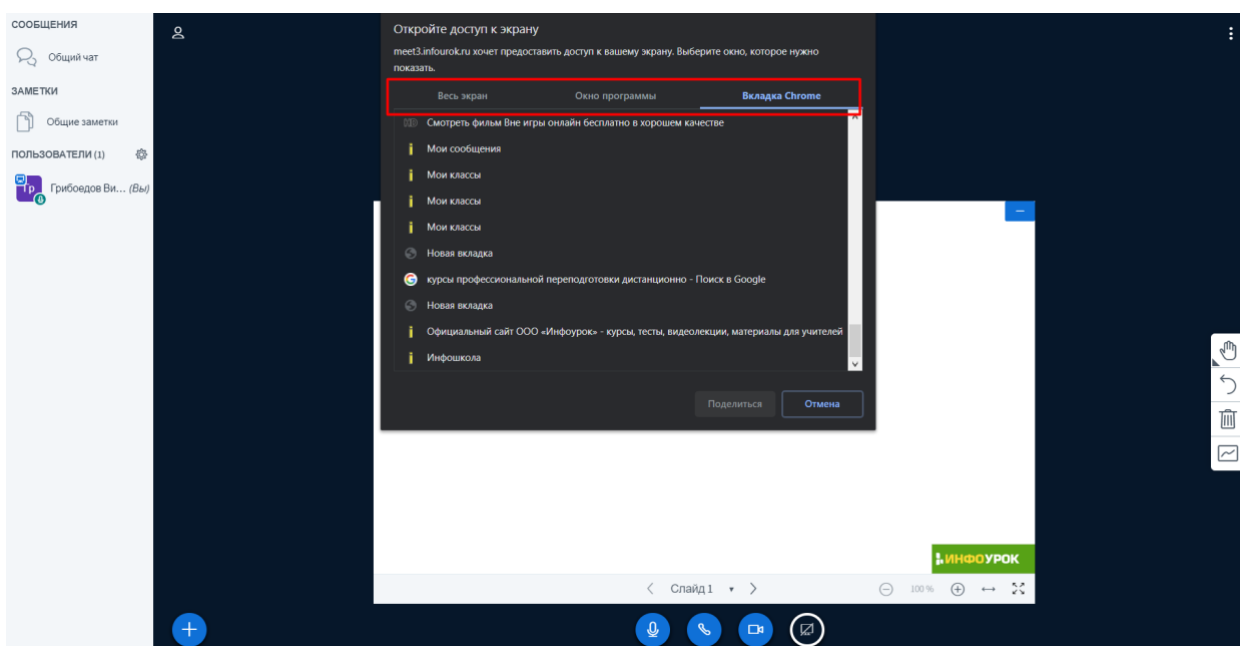 СООБЩЕНИЯ
Общий чат
ЗАМЕТКИ
Общие заметки
ПОЛЬЗОВАТЕЛИ (1)
Гр
Грибоедов Ви... (Вы)
Откройте доступ к экрану
meet3.infourok.ru хочет предоставить доступ к вашему экрану. Выберите окно, которое нужно
показать.
Весь экран Окно программы Вкладка Chrome
Смотреть фильм Вне игры онлайн бесплатно в хорошем качестве
Мои сообщения
Мои классы
Мои классы
Мои классы
Новая вкладка
курсы профессиональной переподготовки дистанционно - Поиск в Google
Новая вкладка
Официальный сайт ООО «Инфоурок» - курсы, тесты, видеолекции, материалы для учителей
Инфошкола
Поделиться Отмена
ИНФОУРОК
Слайд 1 100 %